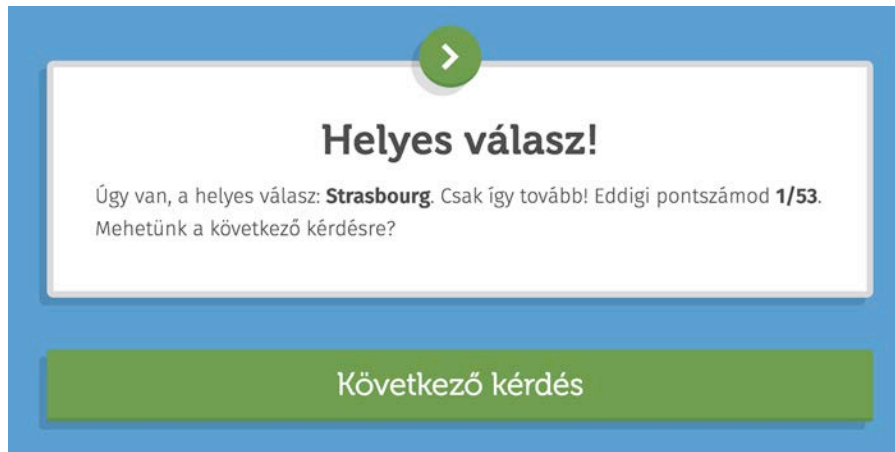 Helyes válasz!
Úgy van, a helyes válasz: Strasbourg. Csak így tovább! Eddigi pontszámod 1/53.
Mehetünk a következő kérdésre?
Következő kérdés